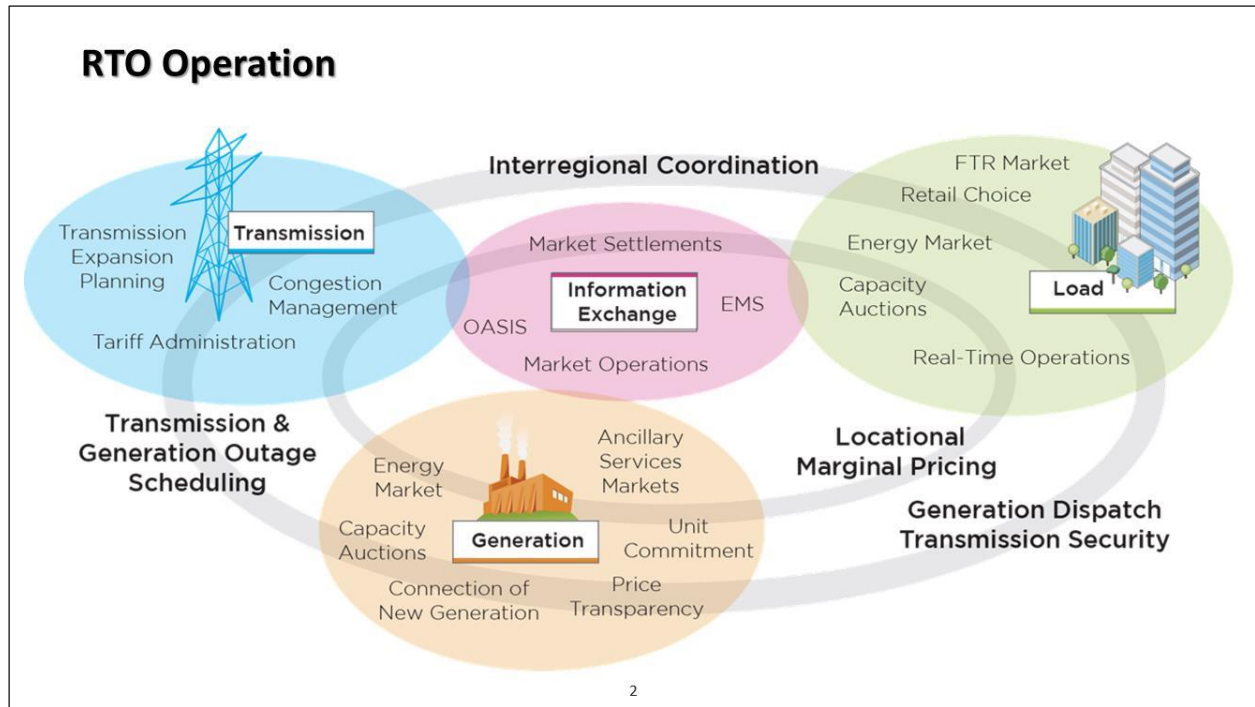 RTO Operation
Interregional Coordination
Transmission
Transmission
Expansion
Planning
Congestion
Management
Tariff Administration
Market Settlements
Information
Exchange
EMS
OASIS
Market Operations
FTR Market
Retail Choice
Energy Market
Capacity
Auctions
Load
Real-Time Operations
Transmission &
Generation Outage
Scheduling
Energy
Market
Ancillary
Services
Markets
Capacity
Auctions
Generation
Unit
Commitment
Connection of
New Generation
Price
Transparency
Locational
Marginal Pricing
Generation Dispatch
Transmission Security
2